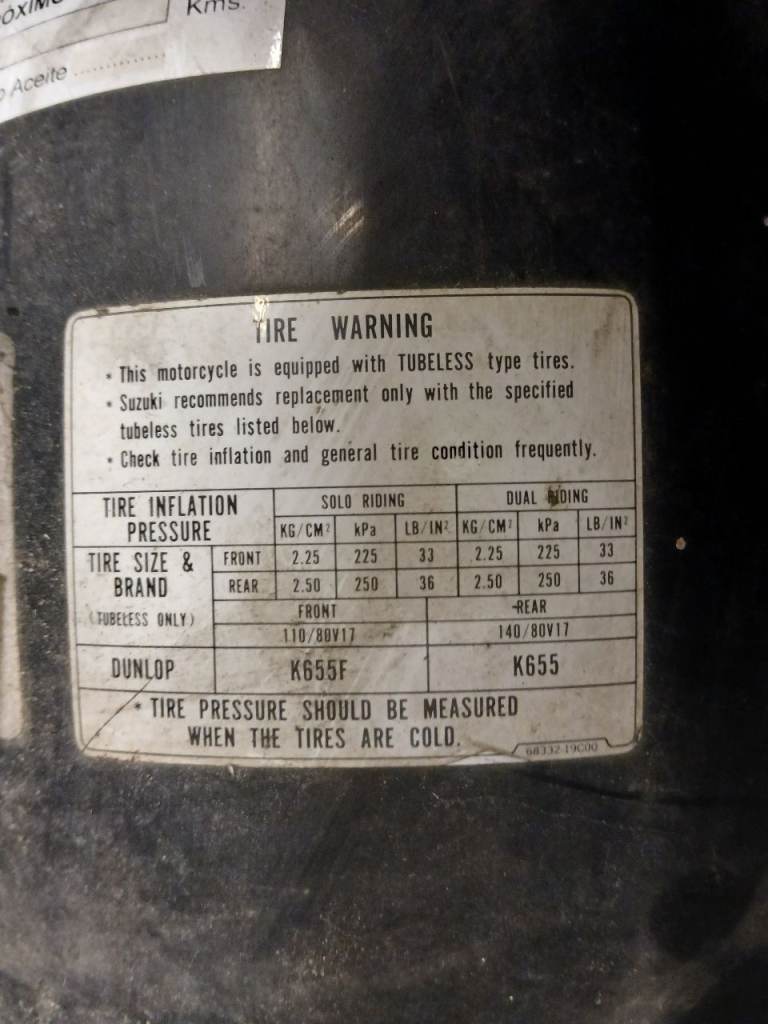 Kms.
Aceite ..............
TIRE WARNING
• This motorcycle is equipped with TUBELESS type tires.
• Suzuki recommends replacement only with the specified
tubeless tires listed below.
• Check tire inflation and general tire condition frequently.
TIRE INFLATION PRESSURE
SOLO RIDING DUAL RIDING
KG/CM² kPa LB/IN² KG/CM² kPa LB/IN²
TIRE SIZE & BRAND
(TUBELESS ONLY)
FRONT 2.25 225 33 2.25 225 33
REAR 2.50 250 36 2.50 250 36
FRONT REAR
110/80V17 140/80V17
DUNLOP K655F K655
* TIRE PRESSURE SHOULD BE MEASURED
WHEN THE TIRES ARE COLD.
68332-19C00